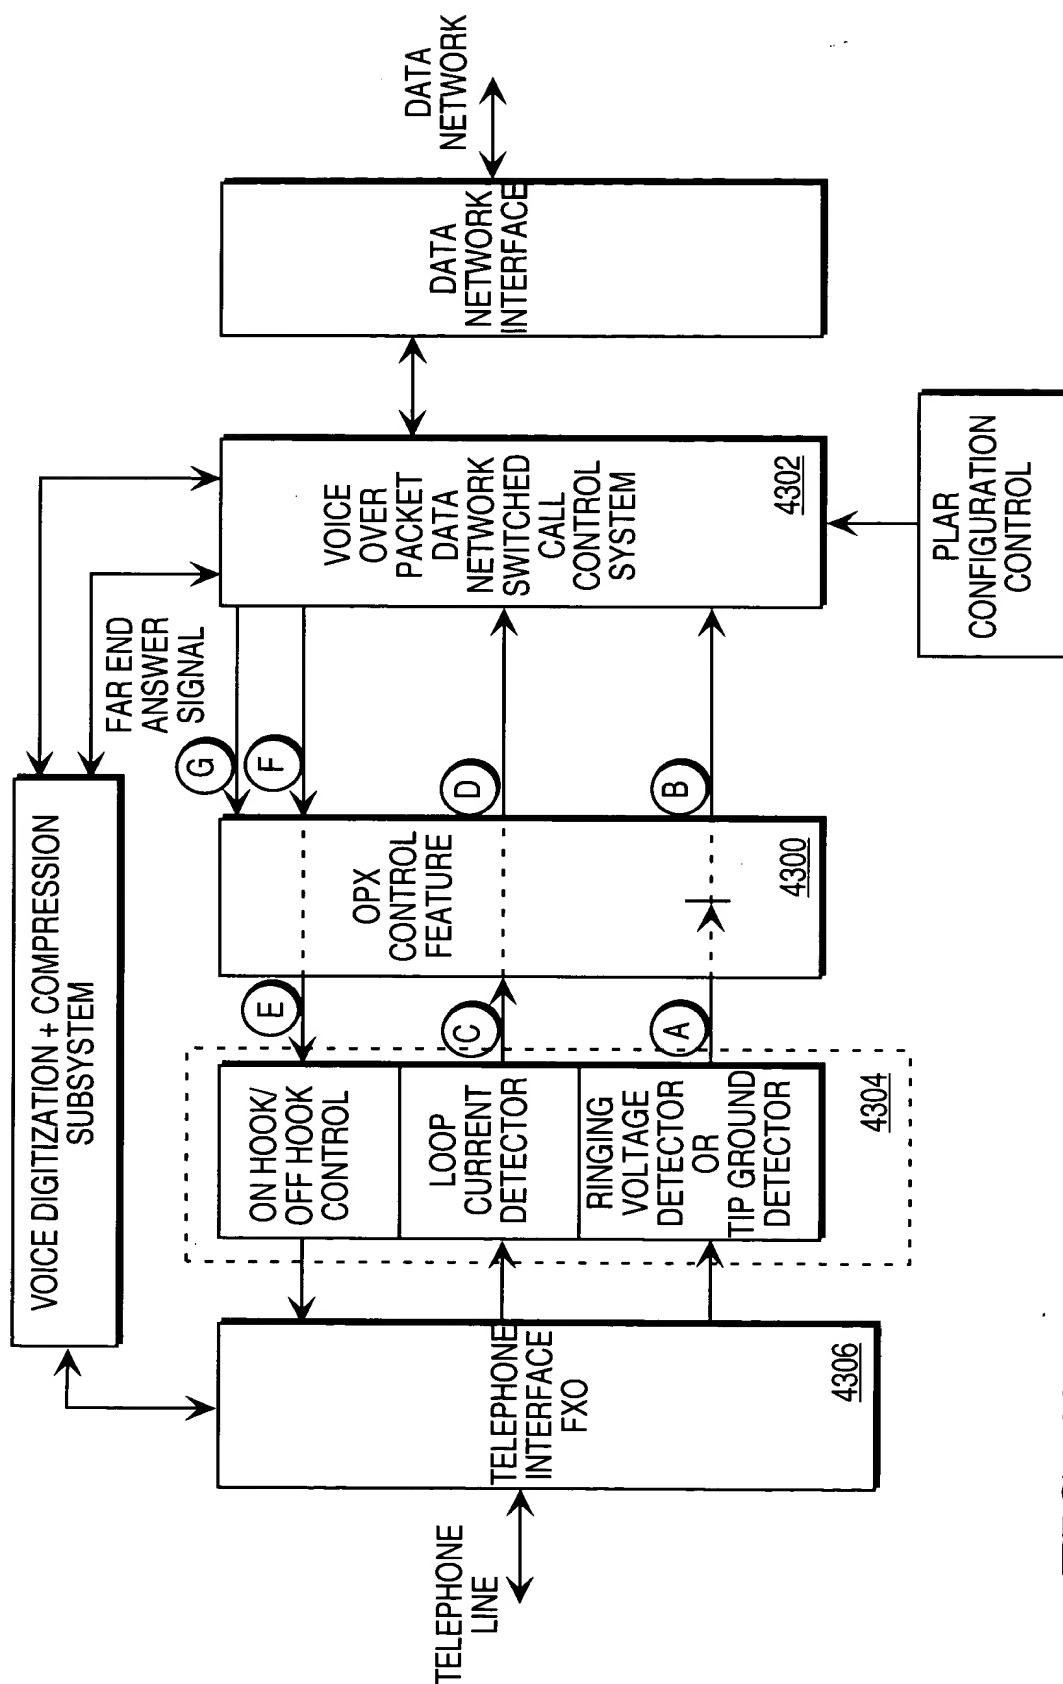 VOICE DIGITIZATION + COMPRESSION
SUBSYSTEM
FAR END
ANSWER
SIGNAL
TELEPHONE
LINE
TELEPHONE
INTERFACE
FXO
4306
ON HOOK/
OFF HOOK
CONTROL
LOOP
CURRENT
DETECTOR
RINGING
VOLTAGE
DETECTOR
OR
TIP GROUND
DETECTOR
4304
E
C
A
OPX
CONTROL
FEATURE
4300
G
F
D
B
VOICE
OVER
PACKET
DATA
NETWORK
SWITCHED
CALL
CONTROL
SYSTEM
4302
DATA
NETWORK
INTERFACE
DATA
NETWORK
PLAR
CONFIGURATION
CONTROL